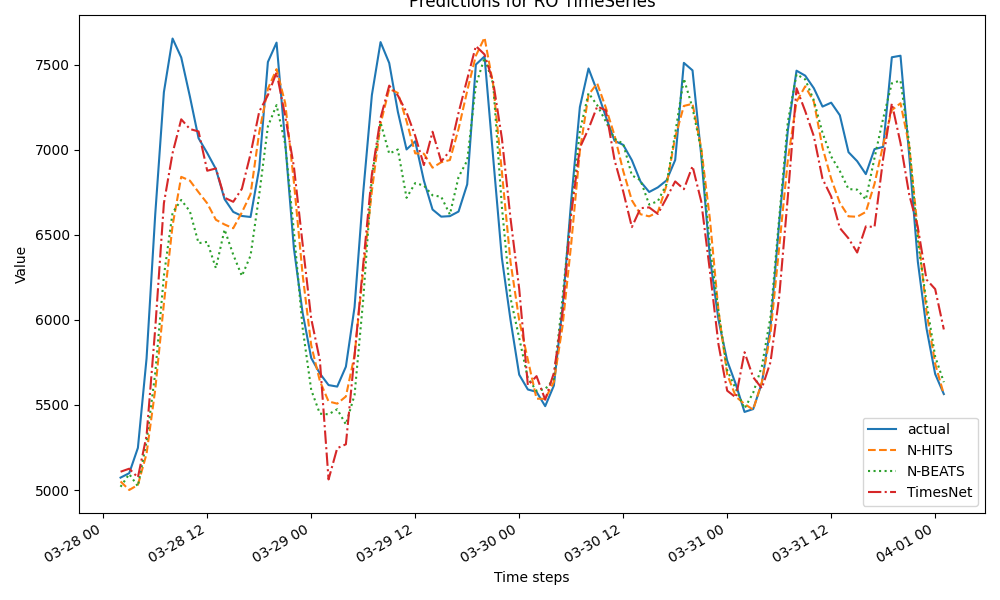 Predictions for RO TimeSeries
7500
7000
6500
6000
5500
5000
Value
03-28 00
03-28 12
03-29 00
03-29 12
03-30 00
03-30 12
03-31 00
03-31 12
04-01 00
Time steps
actual
N-HITS
N-BEATS
TimesNet